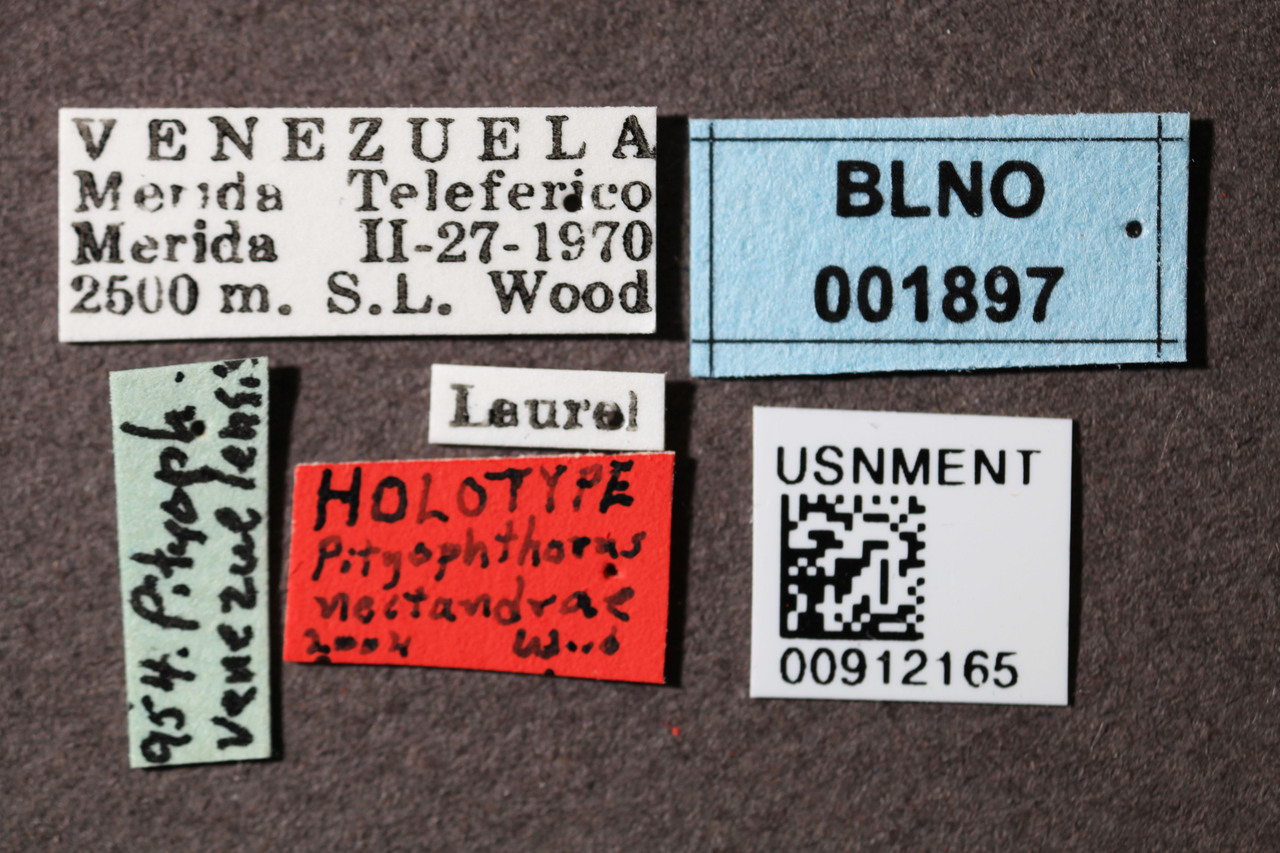 VENEZUELA
Merida Teleferico
Merida II-27-1970
2500 m. S.L. Wood
BLNO
001897
Laurel
954. Pityoph.
venezuelensis
HOLOTYPE
Pityophthorus
nectandrae
2004 Wood
USNMENT
00912165